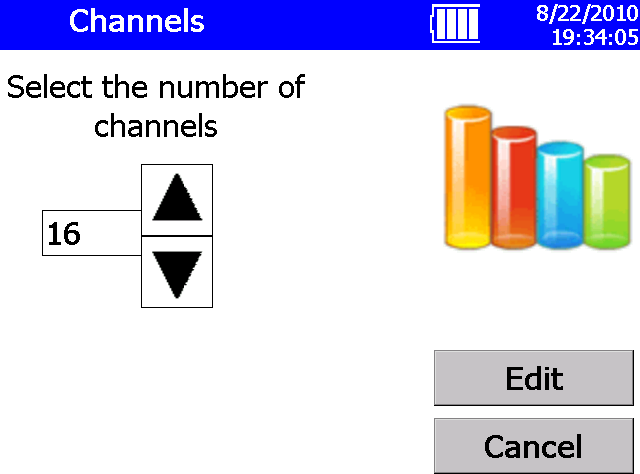 Channels
8/22/2010
19:34:05
Select the number of
channels
16
Edit
Cancel